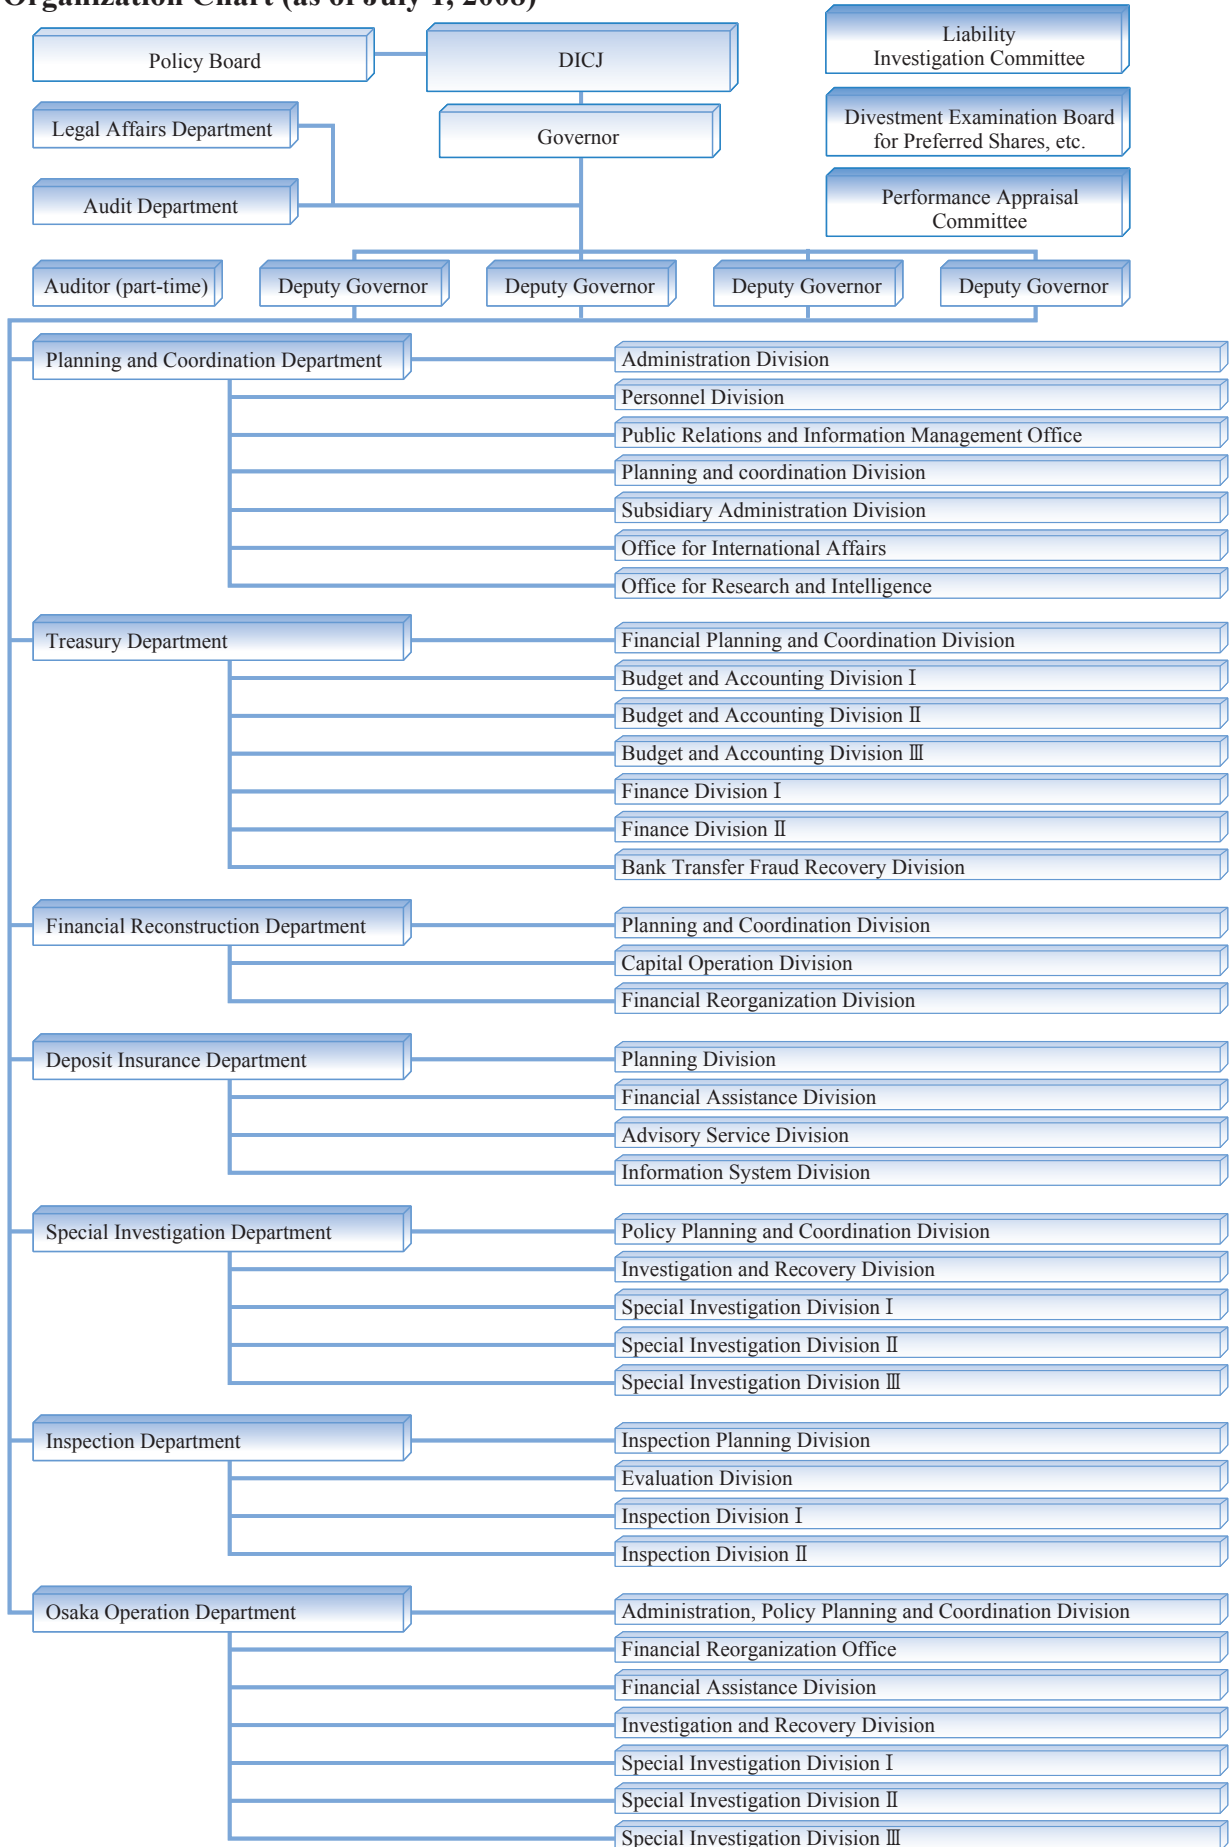 Organization Chart (as of July 1, 2008)
Policy Board
DICJ
Liability
Investigation Committee
Legal Affairs Department
Governor
Divestment Examination Board
for Preferred Shares, etc.
Audit Department
Performance Appraisal
Committee
Auditor (part-time)
Deputy Governor
Deputy Governor
Deputy Governor
Deputy Governor
Planning and Coordination Department
Administration Division
Personnel Division
Public Relations and Information Management Office
Planning and coordination Division
Subsidiary Administration Division
Office for International Affairs
Office for Research and Intelligence
Treasury Department
Financial Planning and Coordination Division
Budget and Accounting Division Ⅰ
Budget and Accounting Division Ⅱ
Budget and Accounting Division Ⅲ
Finance Division Ⅰ
Finance Division Ⅱ
Bank Transfer Fraud Recovery Division
Financial Reconstruction Department
Planning and Coordination Division
Capital Operation Division
Financial Reorganization Division
Deposit Insurance Department
Planning Division
Financial Assistance Division
Advisory Service Division
Information System Division
Special Investigation Department
Policy Planning and Coordination Division
Investigation and Recovery Division
Special Investigation Division Ⅰ
Special Investigation Division Ⅱ
Special Investigation Division Ⅲ
Inspection Department
Inspection Planning Division
Evaluation Division
Inspection Division Ⅰ
Inspection Division Ⅱ
Osaka Operation Department
Administration, Policy Planning and Coordination Division
Financial Reorganization Office
Financial Assistance Division
Investigation and Recovery Division
Special Investigation Division Ⅰ
Special Investigation Division Ⅱ
Special Investigation Division Ⅲ